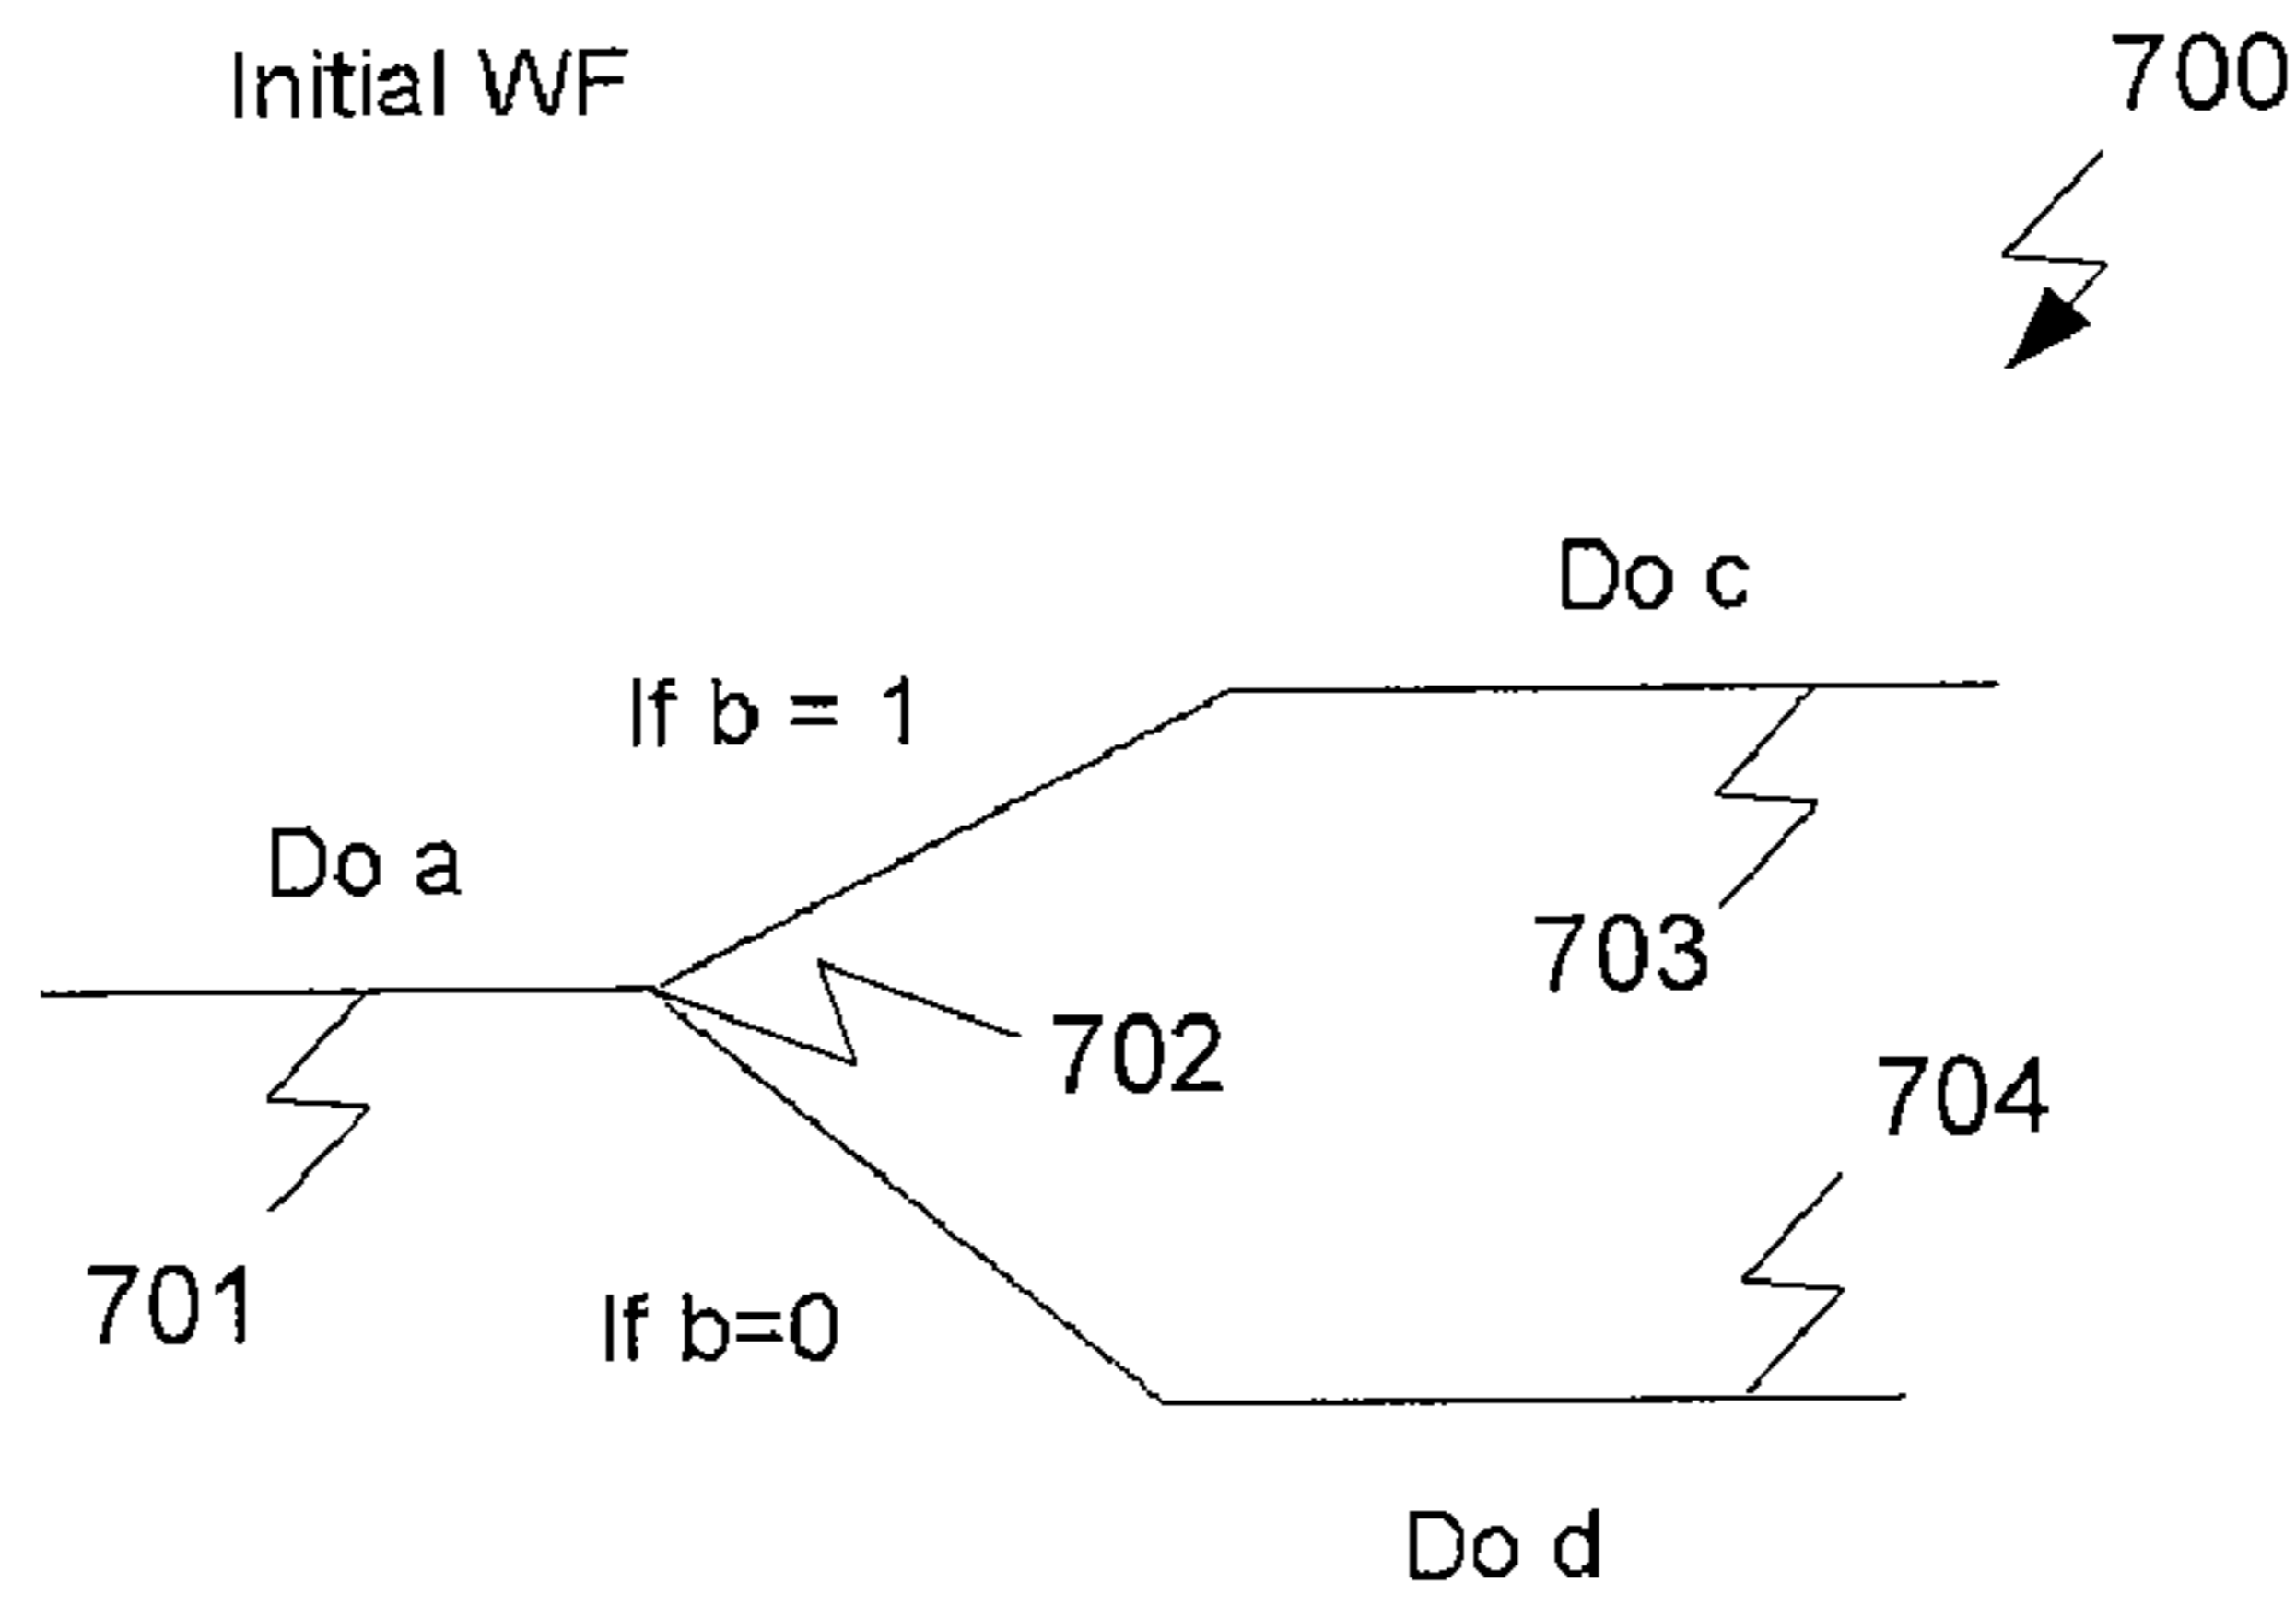 Initial WF
700
Do c
If b = 1
Do a
703
702
704
701
If b=0
Do d